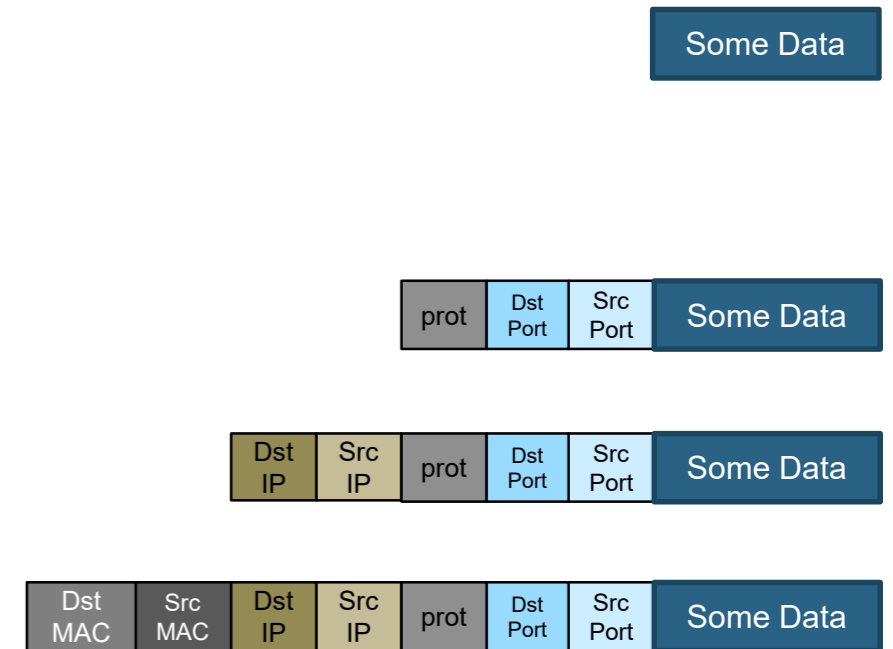 Some Data
prot Dst Port Src Port Some Data
Dst IP Src IP prot Dst Port Src Port Some Data
Dst MAC Src MAC Dst IP Src IP prot Dst Port Src Port Some Data